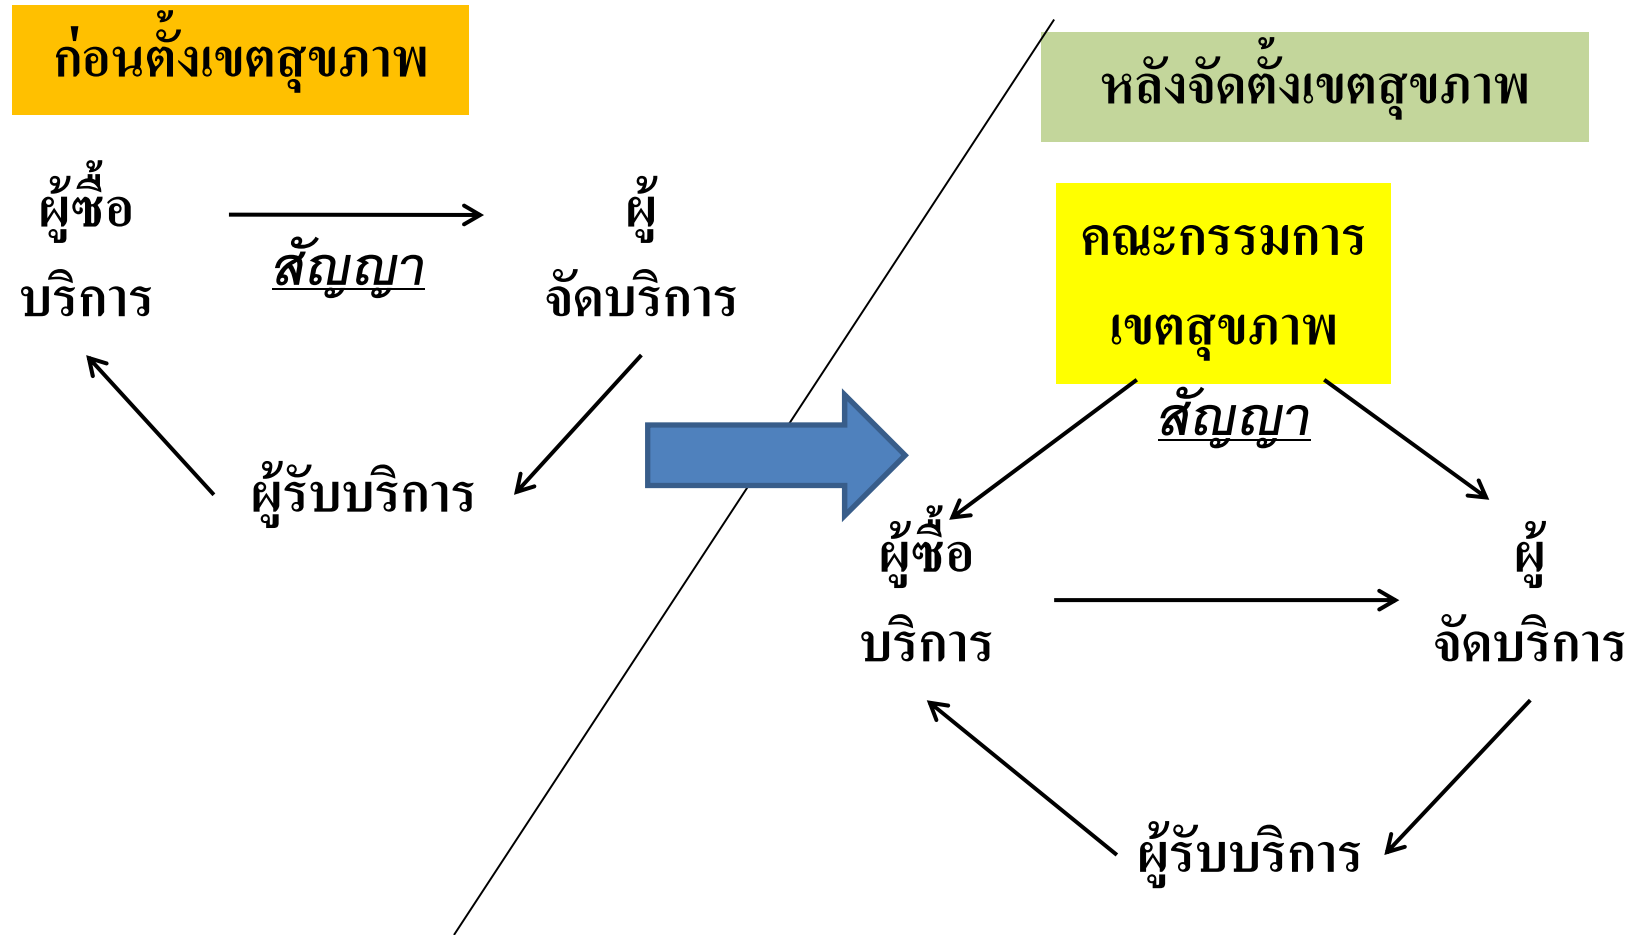 ก่อนตั้งเขตสุขภาพ
ผู้ซื้อ
บริการ
สัญญา
ผู้
จัดบริการ
ผู้รับบริการ
หลังจัดตั้งเขตสุขภาพ
คณะกรรมการ
เขตสุขภาพ
สัญญา
ผู้ซื้อ
บริการ
ผู้
จัดบริการ
ผู้รับบริการ